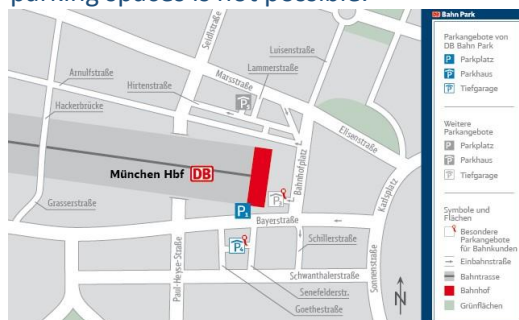 parking spaces is not possible.
Bahn Park
Parkangebote von
DB Bahn Park
P Parkplatz
P Parkhaus
P Tiefgarage
Weitere
Parkangebote
P Parkplatz
P Parkhaus
P Tiefgarage
Symbole und
Flächen
Besondere
Parkangebote
für Bahnkunden
Einbahnstraße
Bahntrasse
Bahnhof
Grünflächen
Seidlstraße
Luisenstraße
Lammerstraße
Marsstraße
Arnulfstraße
Hirtenstraße
Hackerbrücke
P
Elisenstraße
Bahnhofplatz
München Hbf DB
Karlsplatz
Grasserstraße
P1
P
Bayerstraße
P4
Schillerstraße
Paul-Heyse-Straße
Schwanthalerstraße
Sonnenstraße
Senefelderstr.
Goethestraße
N